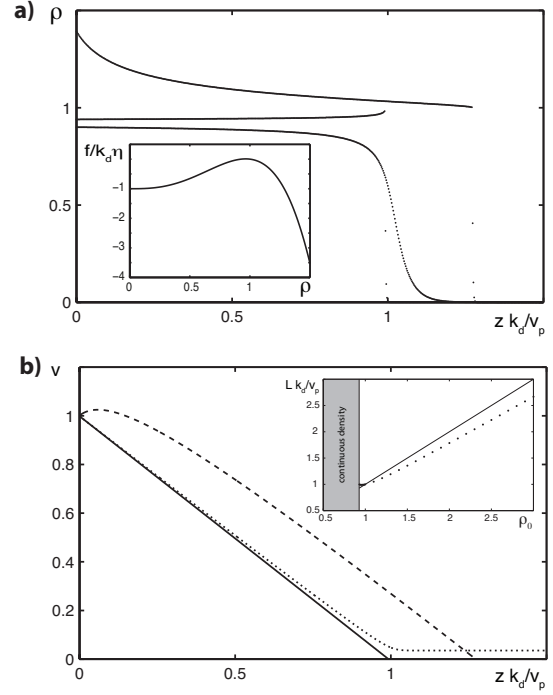 a) ρ
1
0.5
0
0 0.5 1 z k_d/v_p
f/k_d η
0
−1
−2
−3
−4
0 0.5 1 ρ
b) v
1
0.8
0.6
0.4
0.2
0
0 0.5 1 z k_d/v_p
L k_d/v_p
2.5
2
1.5
1
0.5
0.5 1 1.5 2 2.5 ρ_0
continuous density